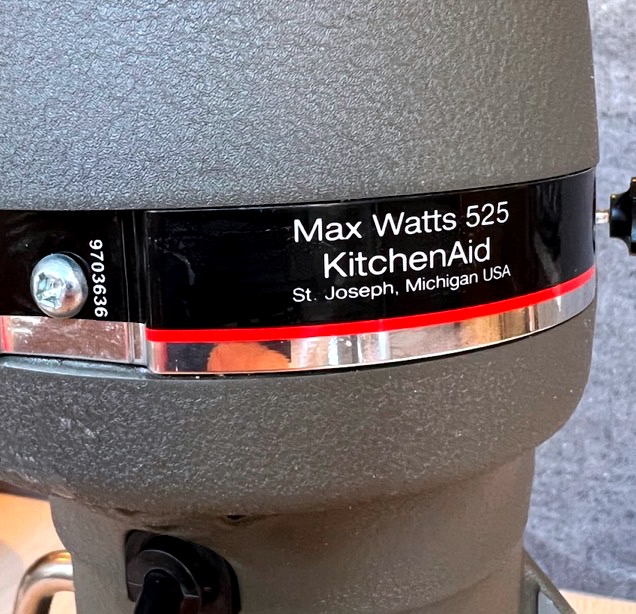 Max Watts 525
KitchenAid
St. Joseph, Michigan USA
9703636